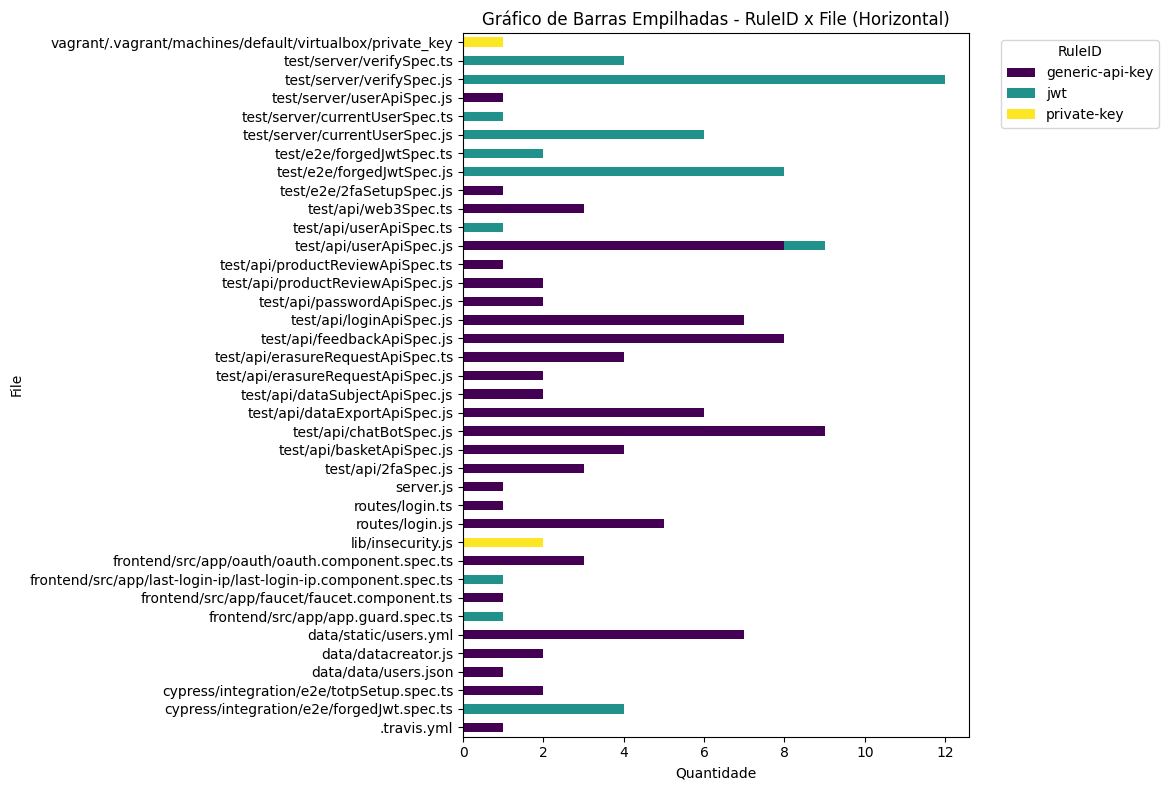 Gráfico de Barras Empilhadas - RuleID x File (Horizontal)
vagrant/.vagrant/machines/default/virtualbox/private_key
test/server/verifySpec.ts
test/server/verifySpec.js
test/server/userApiSpec.js
test/server/currentUserSpec.ts
test/server/currentUserSpec.js
test/e2e/forgedJwtSpec.ts
test/e2e/forgedJwtSpec.js
test/e2e/2faSetupSpec.js
test/api/web3Spec.ts
test/api/userApiSpec.ts
test/api/userApiSpec.js
test/api/productReviewApiSpec.ts
test/api/productReviewApiSpec.js
test/api/passwordApiSpec.js
test/api/loginApiSpec.js
test/api/feedbackApiSpec.js
test/api/erasureRequestApiSpec.ts
test/api/erasureRequestApiSpec.js
test/api/dataSubjectApiSpec.js
test/api/dataExportApiSpec.js
test/api/chatBotSpec.js
test/api/basketApiSpec.js
test/api/2faSpec.js
server.js
routes/login.ts
routes/login.js
lib/insecurity.js
frontend/src/app/oauth/oauth.component.spec.ts
frontend/src/app/last-login-ip/last-login-ip.component.spec.ts
frontend/src/app/faucet/faucet.component.ts
frontend/src/app/app.guard.spec.ts
data/static/users.yml
data/datacreator.js
data/data/users.json
cypress/integration/e2e/totpSetup.spec.ts
cypress/integration/e2e/forgedJwt.spec.ts
.travis.yml
File
0 2 4 6 8 10 12
Quantidade
RuleID
generic-api-key
jwt
private-key